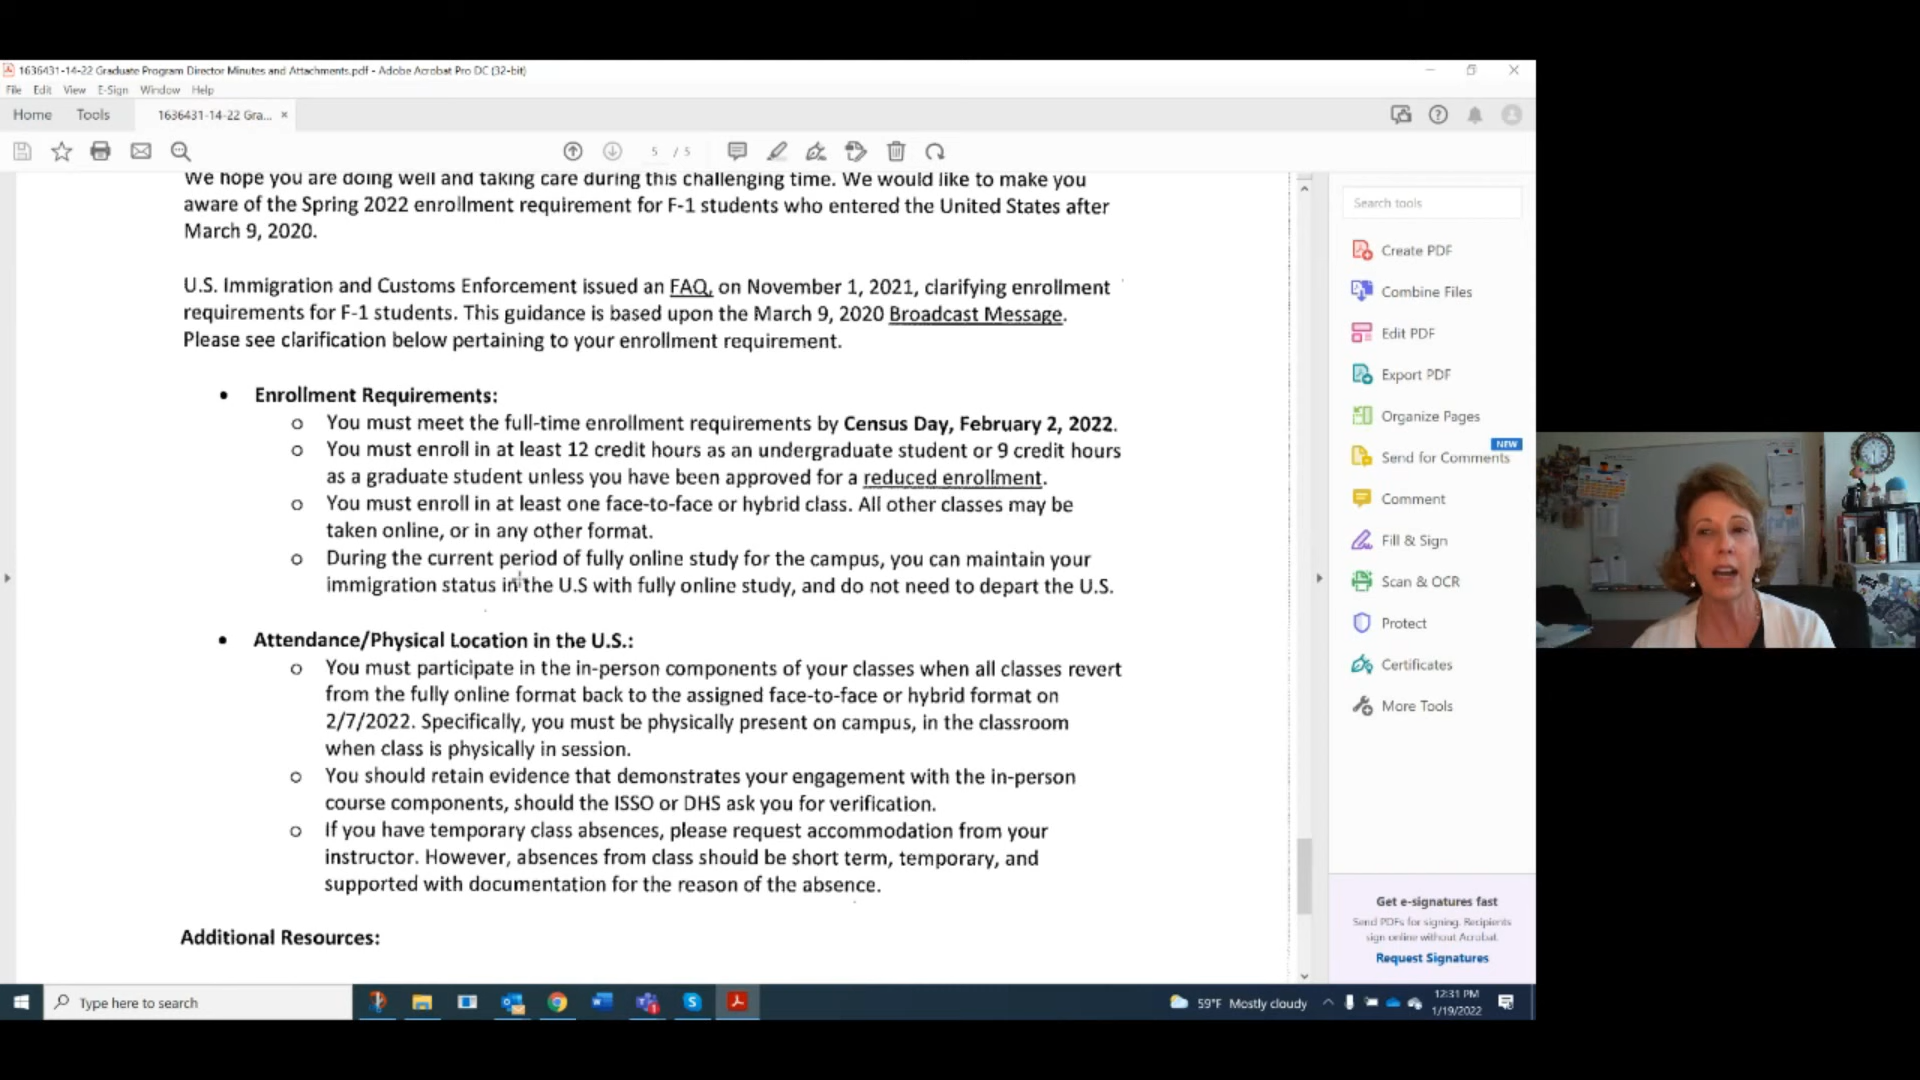 1636431-14-22 Graduate Program Director Minutes and Attachments.pdf - Adobe Acrobat Pro DC (32-bit)
File Edit View E-Sign Window Help
Home Tools 1636431-14-22 Gra... ×
5 / 5
We hope you are doing well and taking care during this challenging time. We would like to make you
aware of the Spring 2022 enrollment requirement for F-1 students who entered the United States after
March 9, 2020.
U.S. Immigration and Customs Enforcement issued an FAQ, on November 1, 2021, clarifying enrollment
requirements for F-1 students. This guidance is based upon the March 9, 2020 Broadcast Message.
Please see clarification below pertaining to your enrollment requirement.
• Enrollment Requirements:
o You must meet the full-time enrollment requirements by Census Day, February 2, 2022.
o You must enroll in at least 12 credit hours as an undergraduate student or 9 credit hours
as a graduate student unless you have been approved for a reduced enrollment.
o You must enroll in at least one face-to-face or hybrid class. All other classes may be
taken online, or in any other format.
o During the current period of fully online study for the campus, you can maintain your
immigration status in the U.S with fully online study, and do not need to depart the U.S.
• Attendance/Physical Location in the U.S.:
o You must participate in the in-person components of your classes when all classes revert
from the fully online format back to the assigned face-to-face or hybrid format on
2/7/2022. Specifically, you must be physically present on campus, in the classroom
when class is physically in session.
o You should retain evidence that demonstrates your engagement with the in-person
course components, should the ISSO or DHS ask you for verification.
o If you have temporary class absences, please request accommodation from your
instructor. However, absences from class should be short term, temporary, and
supported with documentation for the reason of the absence.
Additional Resources:
Search tools
Create PDF
Combine Files
Edit PDF
Export PDF
Organize Pages
NEW
Send for Comments
Comment
Fill & Sign
Scan & OCR
Protect
Certificates
More Tools
Get e-signatures fast
Send PDFs for signing. Recipients
sign online without Acrobat.
Request Signatures
Type here to search
59°F Mostly cloudy
12:31 PM
1/19/2022